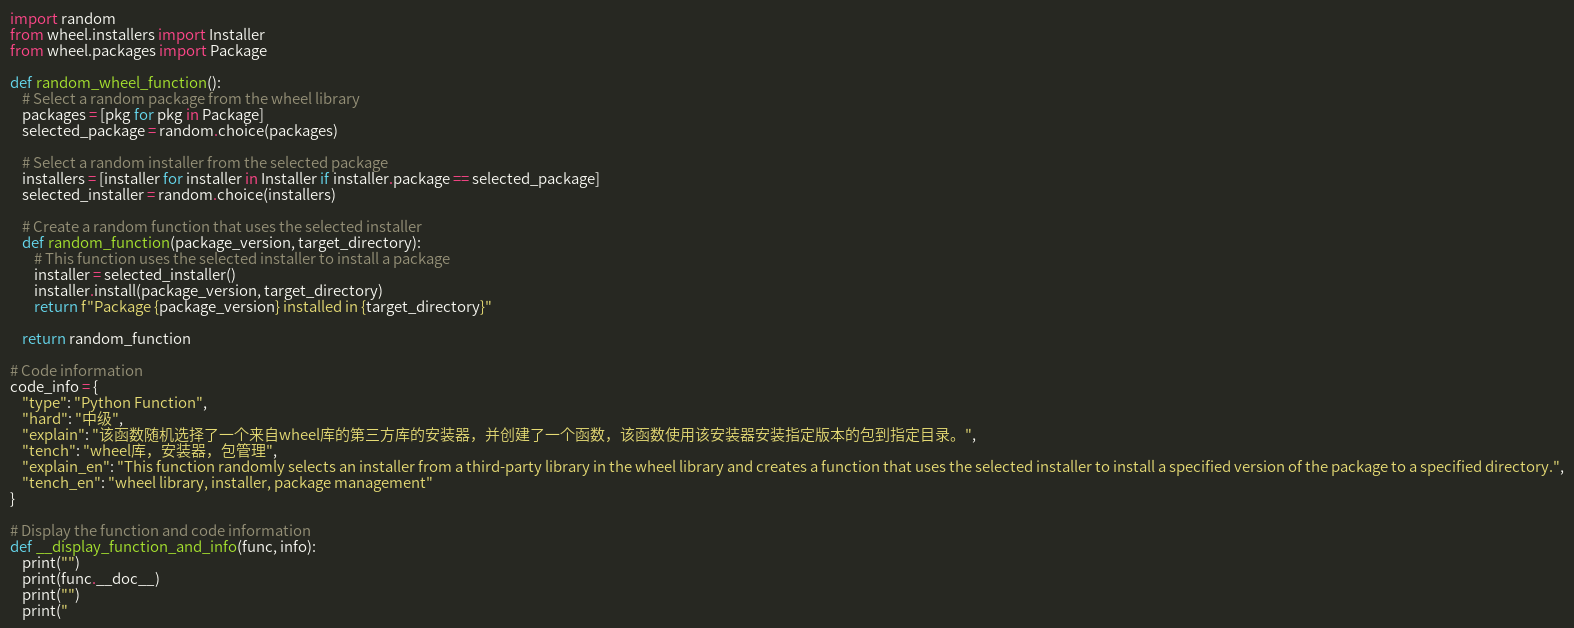 import random
from wheel.installers import Installer
from wheel.packages import Package

def random_wheel_function():
    # Select a random package from the wheel library
    packages = [pkg for pkg in Package]
    selected_package = random.choice(packages)

    # Select a random installer from the selected package
    installers = [installer for installer in Installer if installer.package == selected_package]
    selected_installer = random.choice(installers)

    # Create a random function that uses the selected installer
    def random_function(package_version, target_directory):
        # This function uses the selected installer to install a package
        installer = selected_installer()
        installer.install(package_version, target_directory)
        return f"Package {package_version} installed in {target_directory}"

    return random_function

# Code information
code_info = {
    "type": "Python Function",
    "hard": "中级",
    "explain": "该函数随机选择了一个来自wheel库的第三方库的安装器，并创建了一个函数，该函数使用该安装器安装指定版本的包到指定目录。",
    "tench": "wheel库，安装器，包管理",
    "explain_en": "This function randomly selects an installer from a third-party library in the wheel library and creates a function that uses the selected installer to install a specified version of the package to a specified directory.",
    "tench_en": "wheel library, installer, package management"
}

# Display the function and code information
def __display_function_and_info(func, info):
    print("")
    print(func.__doc__)
    print("")
    print("